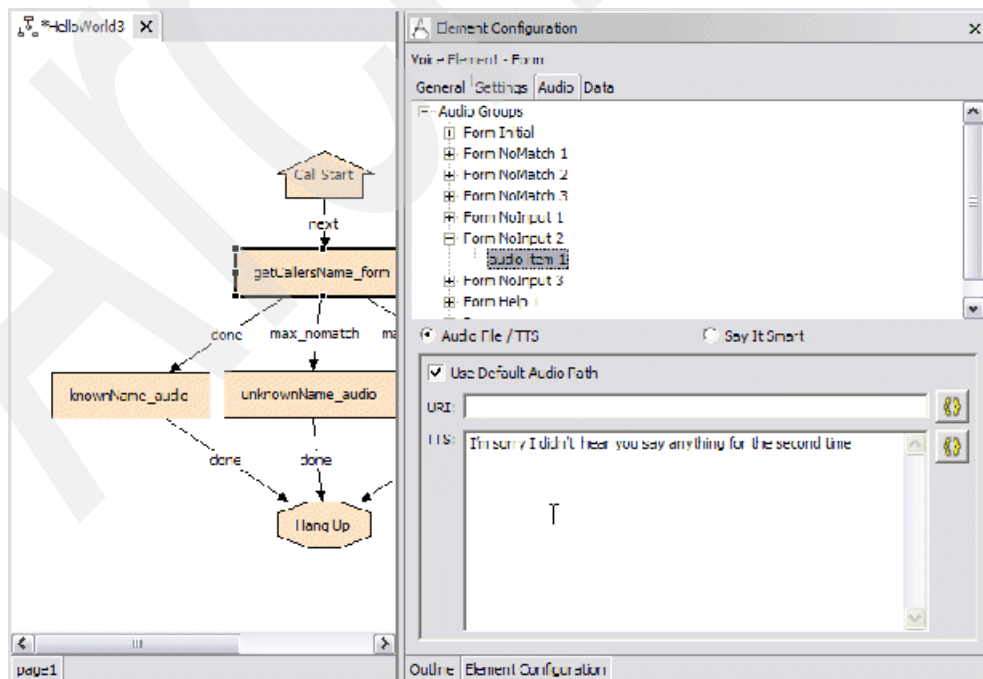 *HelloWorld3
Call Start
next
getCallersName_form
done
max_nomatch
knownName_audio
unknownName_audio
done
done
Hang Up
page1
Element Configuration
Voice Element - Form
General Settings Audio Data
Audio Groups
Form Initial
Form NoMatch 1
Form NoMatch 2
Form NoMatch 3
Form NoInput 1
Form NoInput 2
audio item 1
Form NoInput 3
Form Help 1
Audio File / TTS
Say It Smart
Use Default Audio Path
URI:
TTS:
I'm sorry I didn't hear you say anything for the second time
Outline Element Configuration